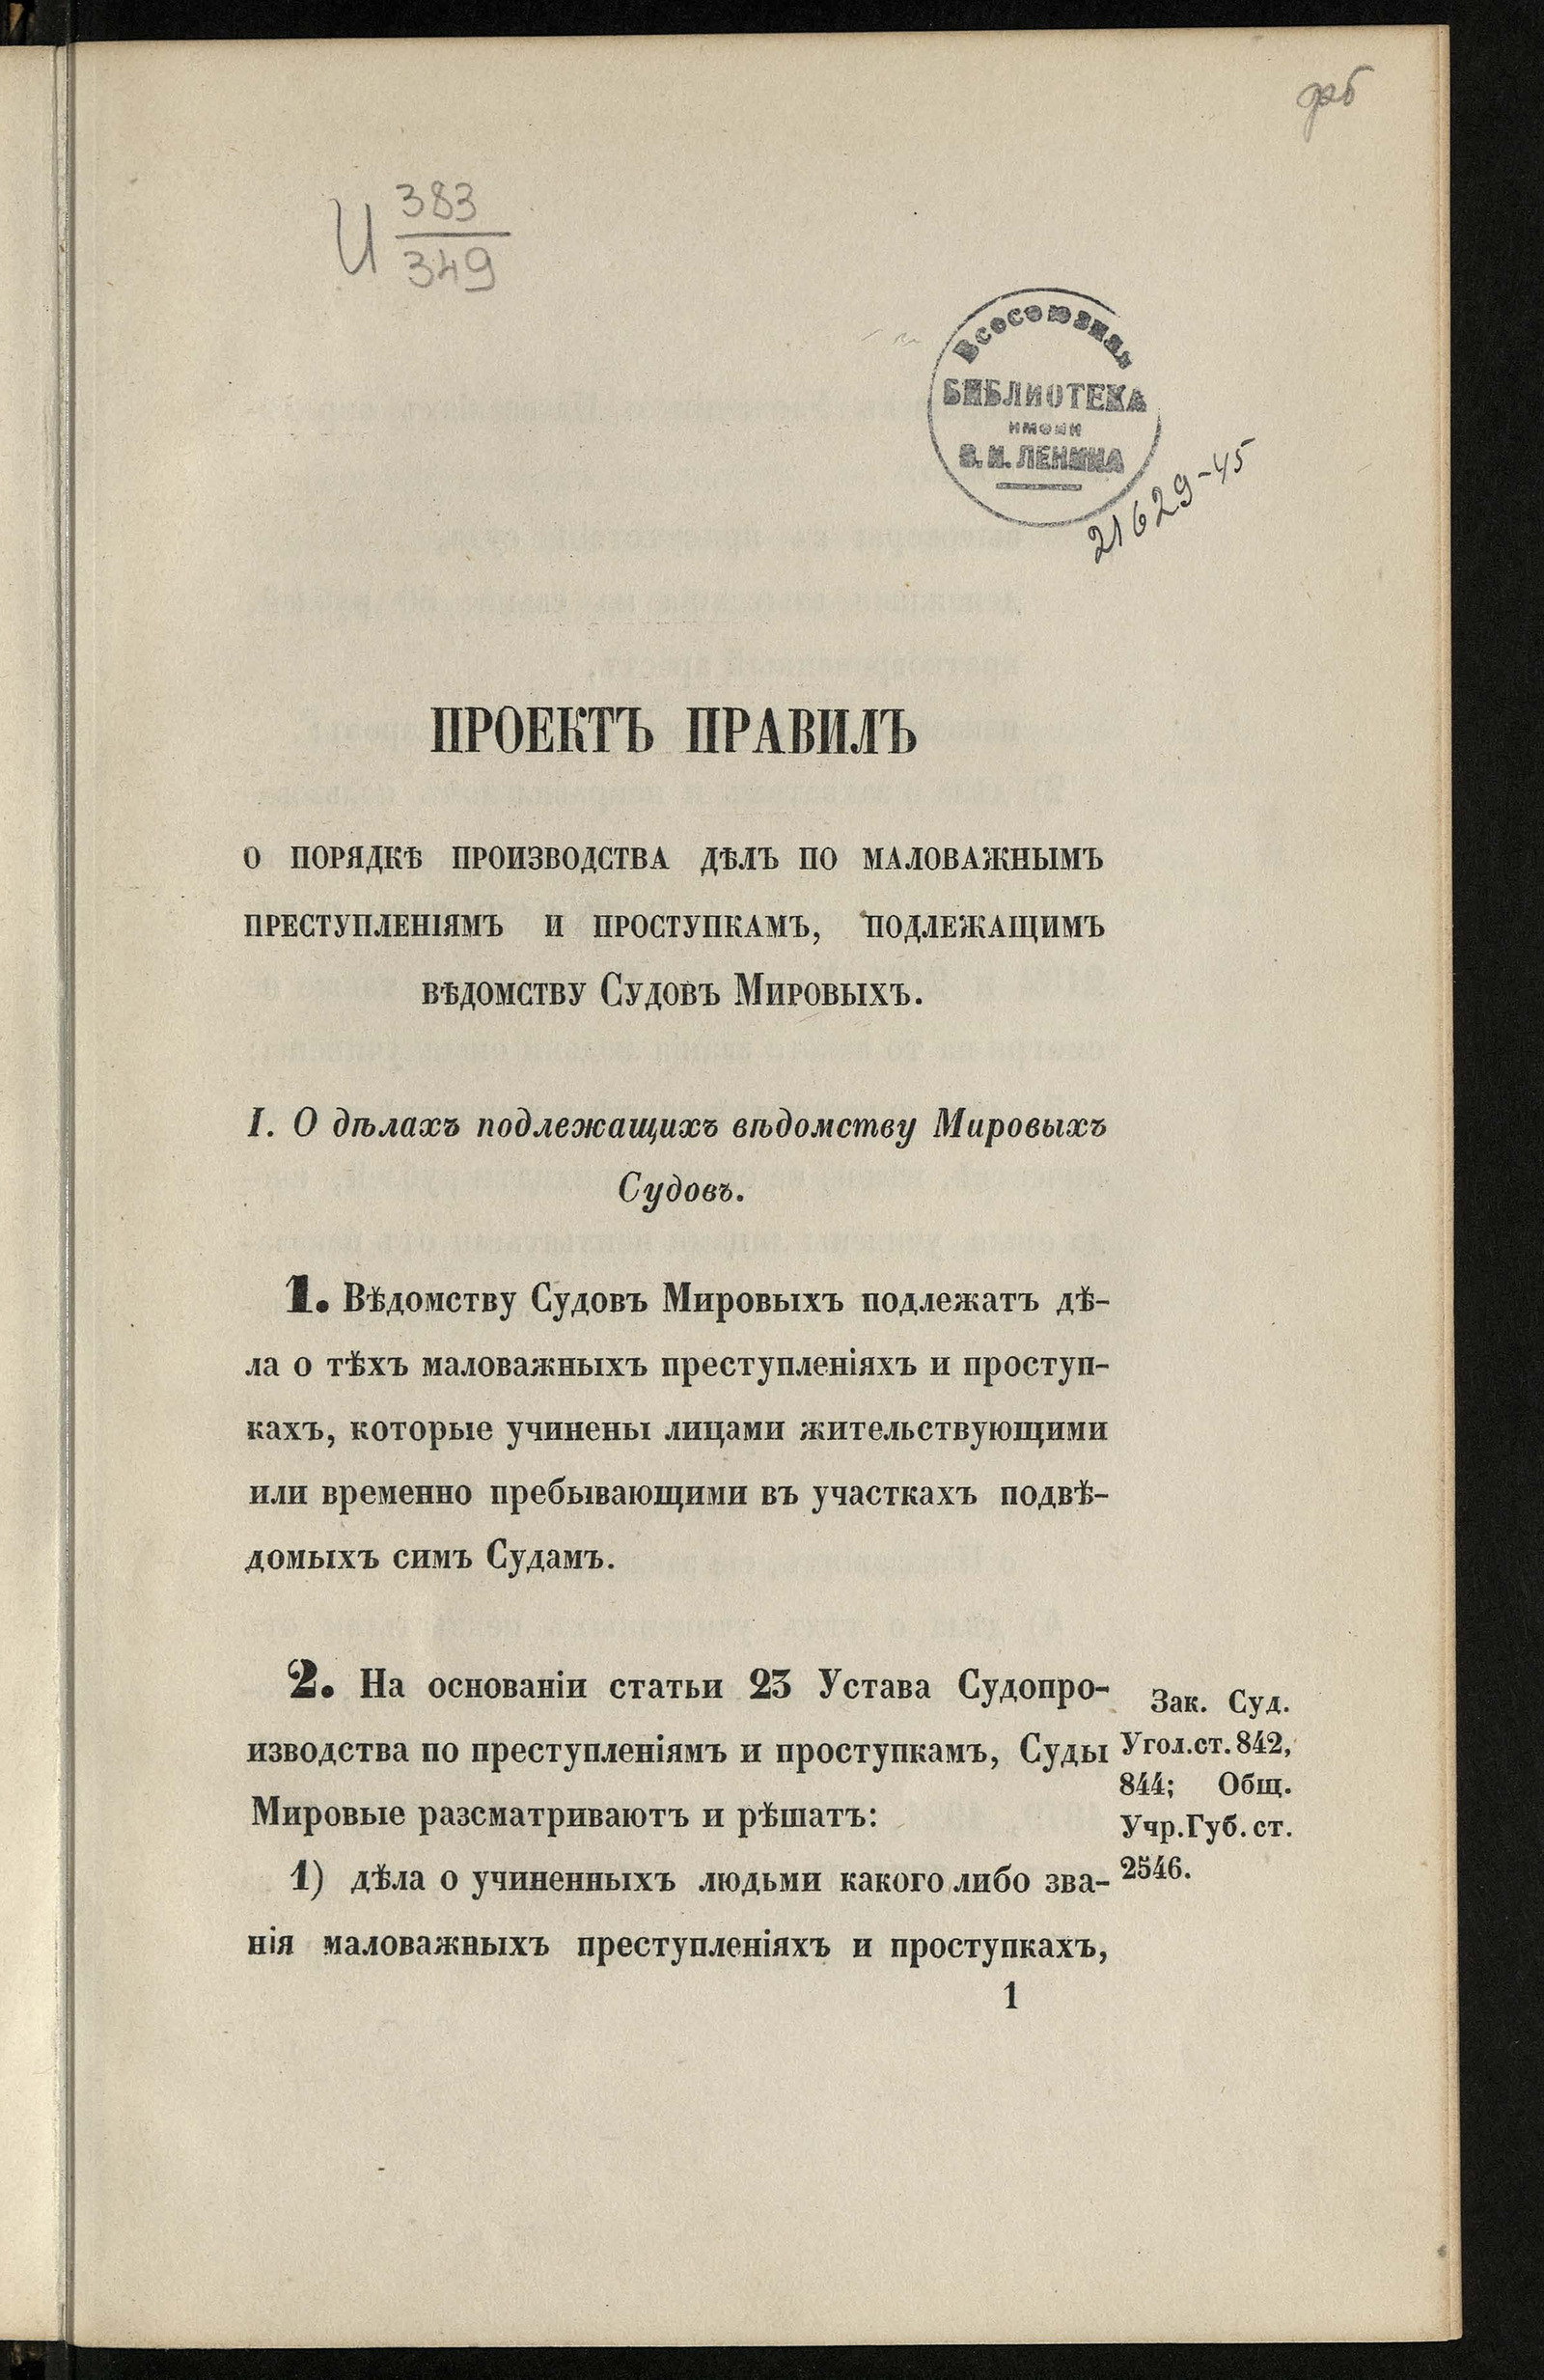 И 383
349
Всесоюзная
БИБЛИОТЕКА
имени
В. И. ЛЕНИНА
21629-45
ПРОЕКТЪ ПРАВИЛЪ
О ПОРЯДКѢ ПРОИЗВОДСТВА ДѢЛЪ ПО МАЛОВАЖНЫМЪ
ПРЕСТУПЛЕНІЯМЪ И ПРОСТУПКАМЪ, ПОДЛЕЖАЩИМЪ
ВѢДОМСТВУ СУДОВЪ МИРОВЫХЪ.
I. О дѣлахъ подлежащихъ вѣдомству Мировыхъ
Судовъ.
1. Вѣдомству Судовъ Мировыхъ подлежатъ дѣ-
ла о тѣхъ маловажныхъ преступленіяхъ и проступ-
кахъ, которые учинены лицами жительствующими
или временно пребывающими въ участкахъ подвѣ-
домыхъ симъ Судамъ.
2. На основаніи статьи 23 Устава Судопро-
изводства по преступленіямъ и проступкамъ, Суды
Мировые разсматриваютъ и рѣшатъ:
1) дѣла о учиненныхъ людьми какого либо зва-
нія маловажныхъ преступленіяхъ и проступкахъ,
Зак. Суд.
Угол.ст.842,
844; Общ.
Учр.Губ.ст.
2546.
1